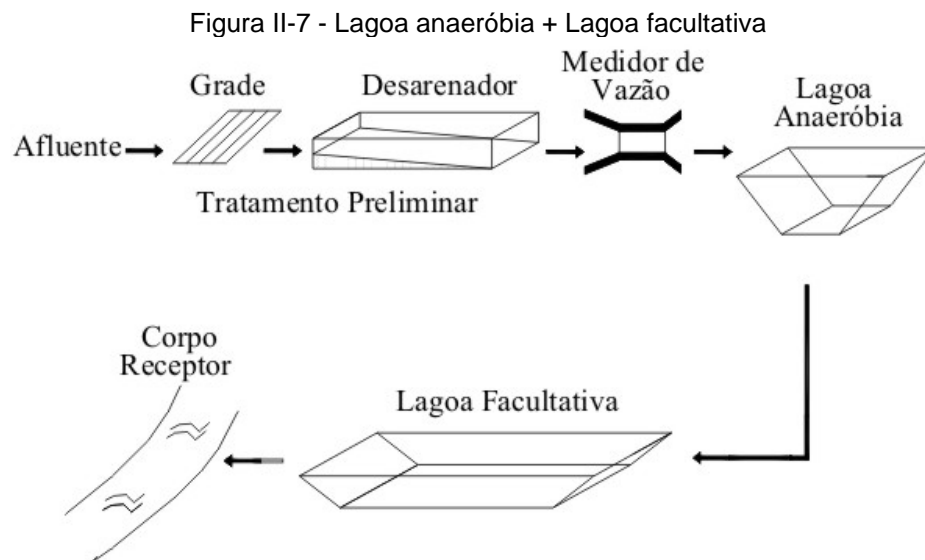 Figura II-7 - Lagoa anaeróbia + Lagoa facultativa
Afluente
Grade
Desarenador
Tratamento Preliminar
Medidor de
Vazão
Lagoa
Anaeróbia
Lagoa Facultativa
Corpo
Receptor